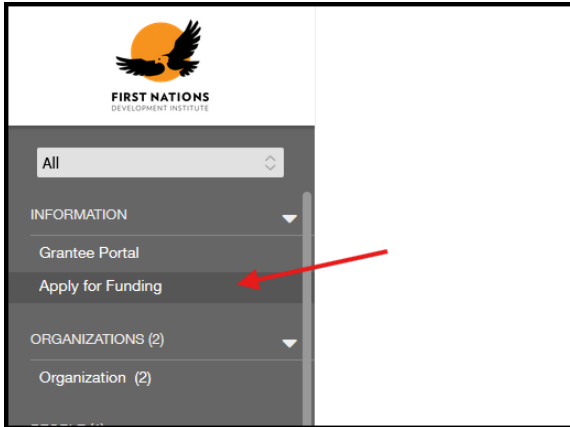 FIRST NATIONS
DEVELOPMENT INSTITUTE
All
INFORMATION
Grantee Portal
Apply for Funding
ORGANIZATIONS (2)
Organization (2)